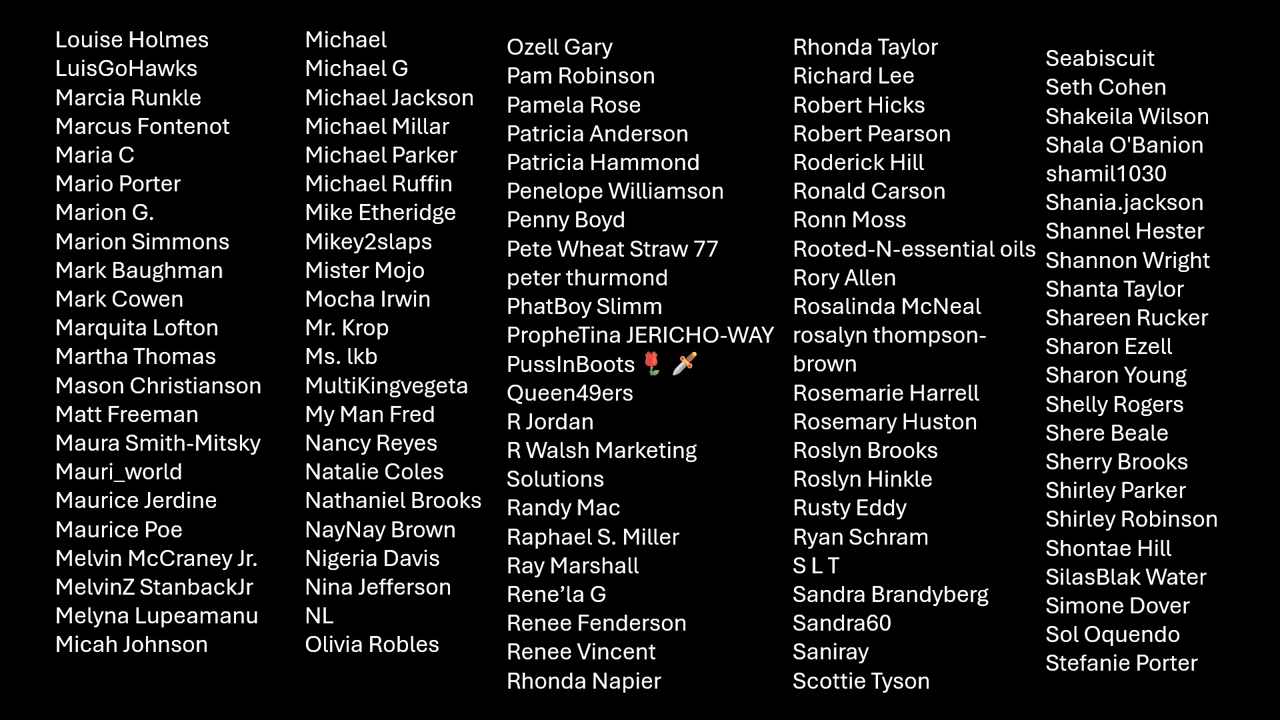 Louise Holmes
LuisGoHawks
Marcia Runkle
Marcus Fontenot
Maria C
Mario Porter
Marion G.
Marion Simmons
Mark Baughman
Mark Cowen
Marquita Lofton
Martha Thomas
Mason Christianson
Matt Freeman
Maura Smith-Mitsky
Mauri_world
Maurice Jerdine
Maurice Poe
Melvin McCraney Jr.
MelvinZ StanbackJr
Melyna Lupeamanu
Micah Johnson
Michael
Michael G
Michael Jackson
Michael Millar
Michael Parker
Michael Ruffin
Mike Etheridge
Mikey2slaps
Mister Mojo
Mocha Irwin
Mr. Krop
Ms. lkb
MultiKingvegeta
My Man Fred
Nancy Reyes
Natalie Coles
Nathaniel Brooks
NayNay Brown
Nigeria Davis
Nina Jefferson
NL
Olivia Robles
Ozell Gary
Pam Robinson
Pamela Rose
Patricia Anderson
Patricia Hammond
Penelope Williamson
Penny Boyd
Pete Wheat Straw 77
peter thurmond
PhatBoy Slimm
PropheTina JERICHO-WAY
PussInBoots 🌹 🗡️
Queen49ers
R Jordan
R Walsh Marketing
Solutions
Randy Mac
Raphael S. Miller
Ray Marshall
Rene’la G
Renee Fenderson
Renee Vincent
Rhonda Napier
Rhonda Taylor
Richard Lee
Robert Hicks
Robert Pearson
Roderick Hill
Ronald Carson
Ronn Moss
Rooted-N-essential oils
Rory Allen
Rosalinda McNeal
rosalyn thompson-
brown
Rosemarie Harrell
Rosemary Huston
Roslyn Brooks
Roslyn Hinkle
Rusty Eddy
Ryan Schram
S L T
Sandra Brandyberg
Sandra60
Saniray
Scottie Tyson
Seabiscuit
Seth Cohen
Shakeila Wilson
Shala O'Banion
shamil1030
Shania.jackson
Shannel Hester
Shannon Wright
Shanta Taylor
Shareen Rucker
Sharon Ezell
Sharon Young
Shelly Rogers
Shere Beale
Sherry Brooks
Shirley Parker
Shirley Robinson
Shontae Hill
SilasBlak Water
Simone Dover
Sol Oquendo
Stefanie Porter